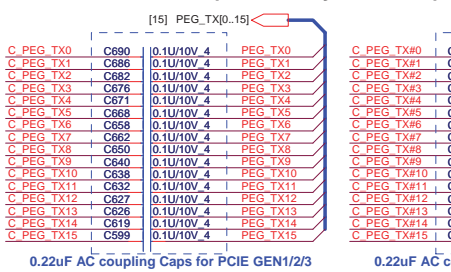 [15] PEG_TX[0..15]
C_PEG_TX0 C690 0.1U/10V_4 PEG_TX0 C_PEG_TX#0
C_PEG_TX1 C686 0.1U/10V_4 PEG_TX1 C_PEG_TX#1
C_PEG_TX2 C682 0.1U/10V_4 PEG_TX2 C_PEG_TX#2
C_PEG_TX3 C676 0.1U/10V_4 PEG_TX3 C_PEG_TX#3
C_PEG_TX4 C671 0.1U/10V_4 PEG_TX4 C_PEG_TX#4
C_PEG_TX5 C668 0.1U/10V_4 PEG_TX5 C_PEG_TX#5
C_PEG_TX6 C658 0.1U/10V_4 PEG_TX6 C_PEG_TX#6
C_PEG_TX7 C662 0.1U/10V_4 PEG_TX7 C_PEG_TX#7
C_PEG_TX8 C650 0.1U/10V_4 PEG_TX8 C_PEG_TX#8
C_PEG_TX9 C640 0.1U/10V_4 PEG_TX9 C_PEG_TX#9
C_PEG_TX10 C638 0.1U/10V_4 PEG_TX10 C_PEG_TX#10
C_PEG_TX11 C632 0.1U/10V_4 PEG_TX11 C_PEG_TX#11
C_PEG_TX12 C627 0.1U/10V_4 PEG_TX12 C_PEG_TX#12
C_PEG_TX13 C626 0.1U/10V_4 PEG_TX13 C_PEG_TX#13
C_PEG_TX14 C619 0.1U/10V_4 PEG_TX14 C_PEG_TX#14
C_PEG_TX15 C599 0.1U/10V_4 PEG_TX15 C_PEG_TX#15
0.22uF AC coupling Caps for PCIE GEN1/2/3 0.22uF AC c